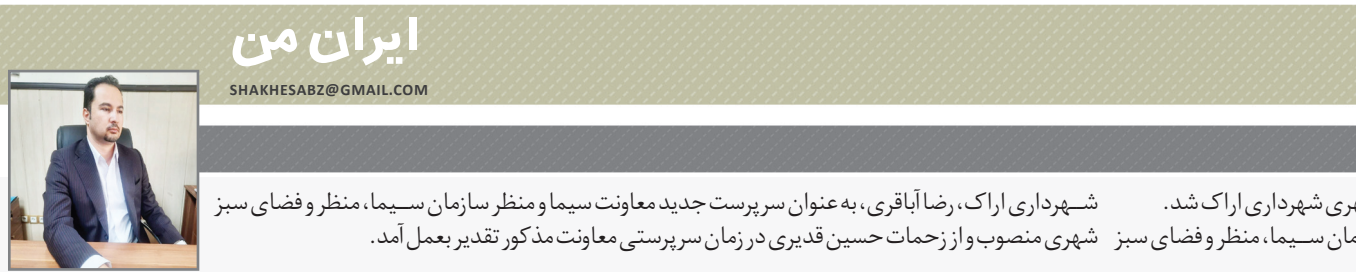 ایران من
SHAKHESABZ@GMAIL.COM
شهرداری اراک شد.
سیما، منظر و فضای سبز
شهرداری اراک، رضا آباقری، به عنوان سرپرست جدید معاونت سیما و منظر سازمان سیما، منظر و فضای سبز
شهری منصوب و از زحمات حسین قدیری در زمان سرپرستی معاونت مذکور تقدیر بعمل آمد.